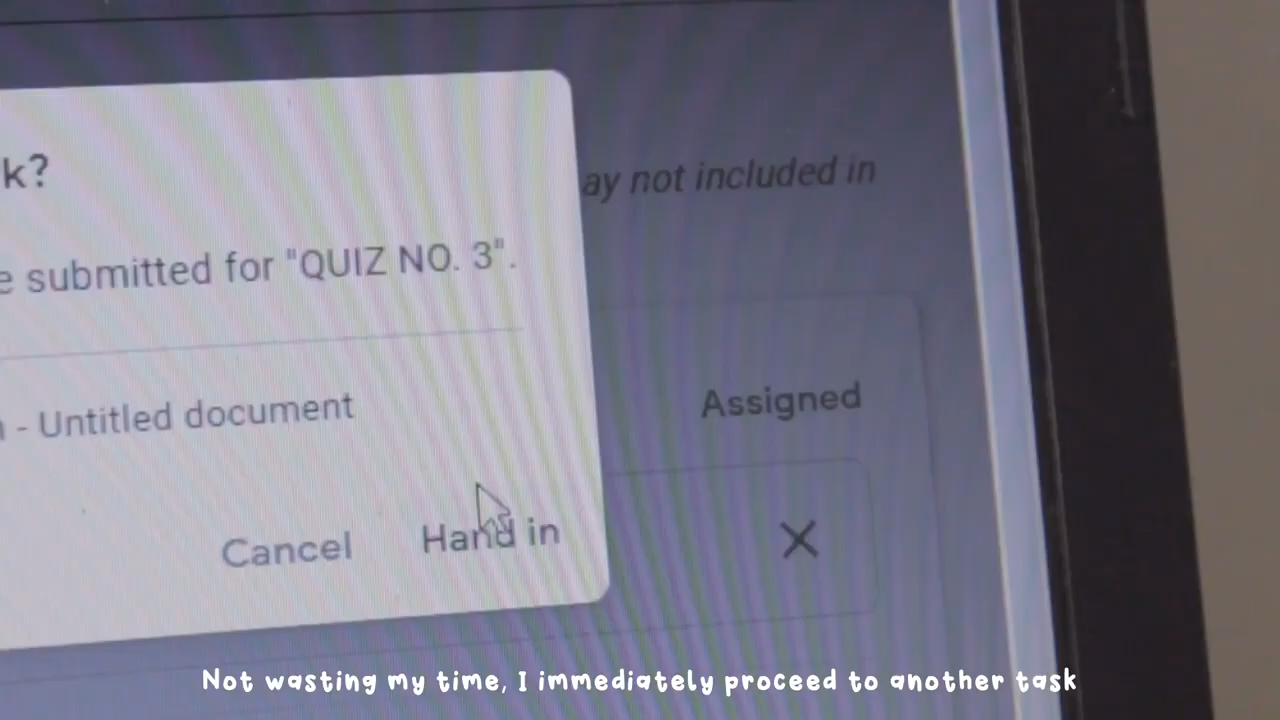 k?
ay not included in
e submitted for "QUIZ NO. 3".
- Untitled document
Assigned
Cancel
Hand in
Not wasting my time, I immediately proceed to another task